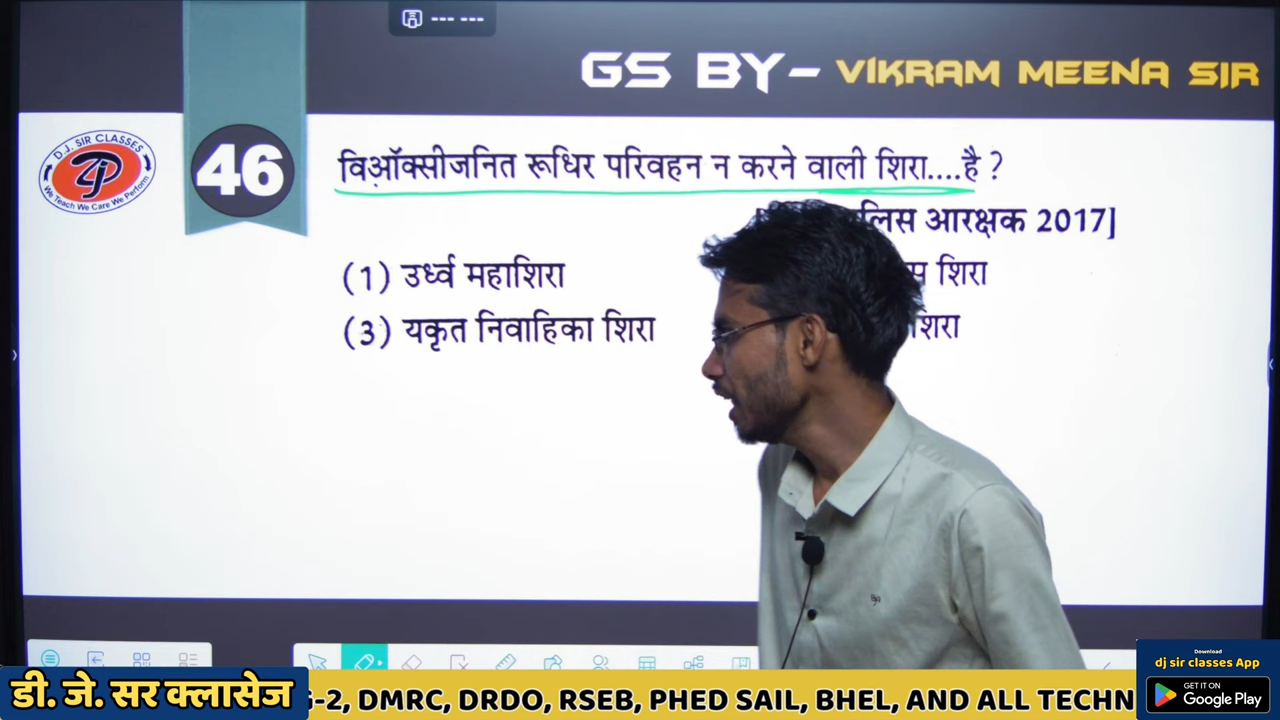 --- ---
GS BY- VIKRAM MEENA SIR
D.J. SIR CLASSES
We Teach We Care We Perform
46
विऑक्सीजनित रूधिर परिवहन न करने वाली शिरा....है ?
आरक्षक 2017]
(1) उर्ध्व महाशिरा
शिरा
(3) यकृत निवाहिका शिरा
शिरा
डी. जे. सर क्लासेज
-2, DMRC, DRDO, RSEB, PHED SAIL, BHEL, AND ALL TECHN
Download
dj sir classes App
GET IT ON
Google Play